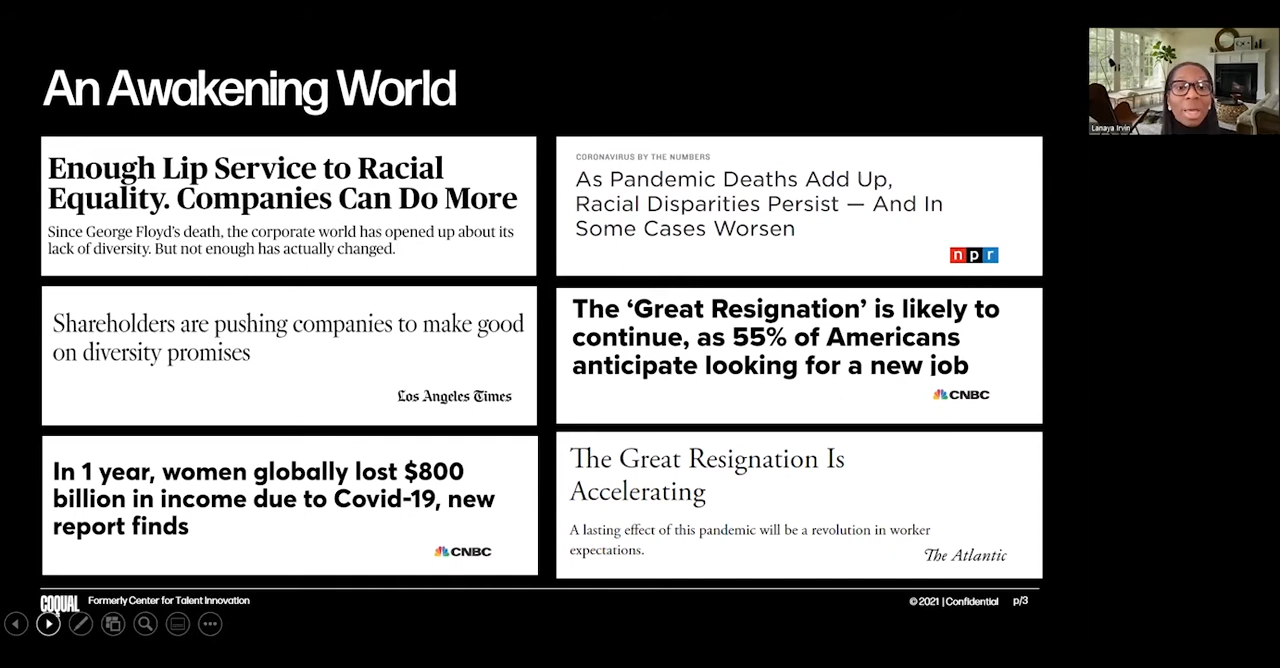 An Awakening World
Enough Lip Service to Racial
Equality. Companies Can Do More
Since George Floyd's death, the corporate world has opened up about its
lack of diversity. But not enough has actually changed.
CORONAVIRUS BY THE NUMBERS
As Pandemic Deaths Add Up,
Racial Disparities Persist — And In
Some Cases Worsen
npr
Shareholders are pushing companies to make good
on diversity promises
Los Angeles Times
The ‘Great Resignation’ is likely to
continue, as 55% of Americans
anticipate looking for a new job
CNBC
In 1 year, women globally lost $800
billion in income due to Covid-19, new
report finds
CNBC
The Great Resignation Is
Accelerating
A lasting effect of this pandemic will be a revolution in worker
expectations.
The Atlantic
COQUAL
Formerly Center for Talent Innovation
© 2021 | Confidential p/3
Lanaya Irvin